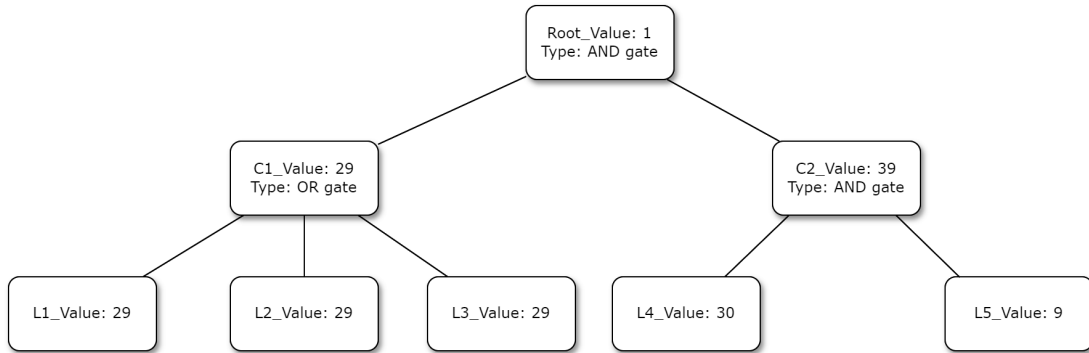 Root_Value: 1
Type: AND gate
C1_Value: 29
Type: OR gate
C2_Value: 39
Type: AND gate
L1_Value: 29
L2_Value: 29
L3_Value: 29
L4_Value: 30
L5_Value: 9